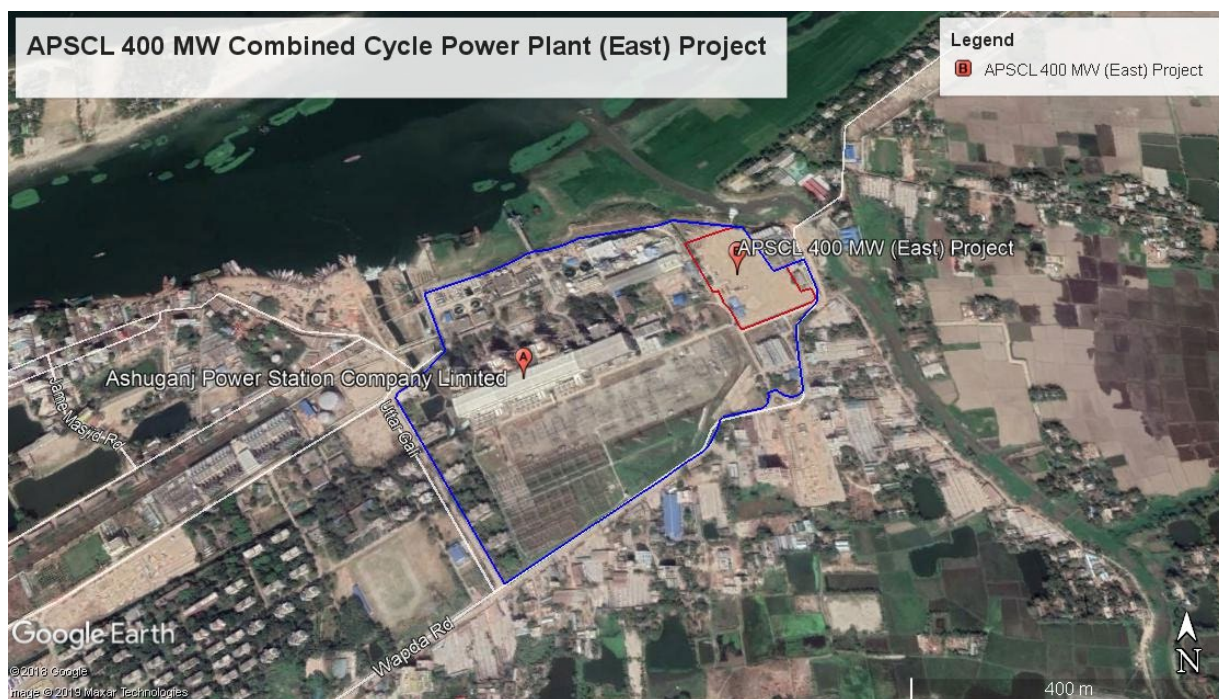 APSCL 400 MW Combined Cycle Power Plant (East) Project
Legend
B APSCL 400 MW (East) Project
B
APSCL 400 MW (East) Project
A
Ashuganj Power Station Company Limited
Jame Masjid Rd
Uttar Gali
Wapda Rd
Google Earth
©2018 Google
Image © 2019 Maxar Technologies
N
400 m